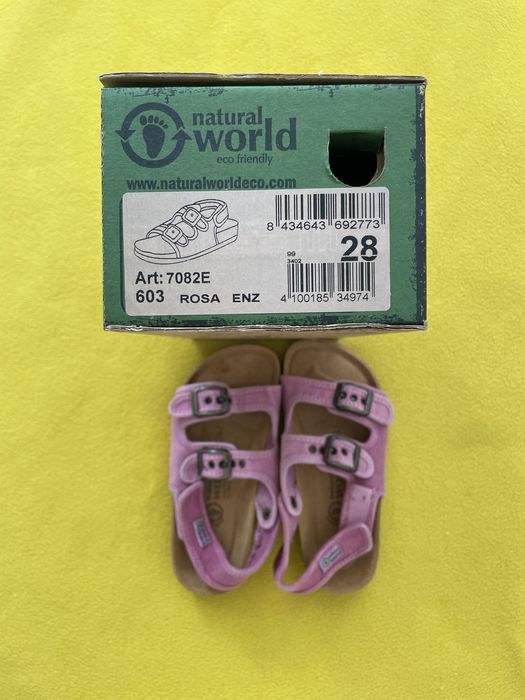 natural
world
eco friendly
www.naturalworldeco.com
8 434643 692773
99
3402
28
Art: 7082E
603 ROSA ENZ
4 100185 34974